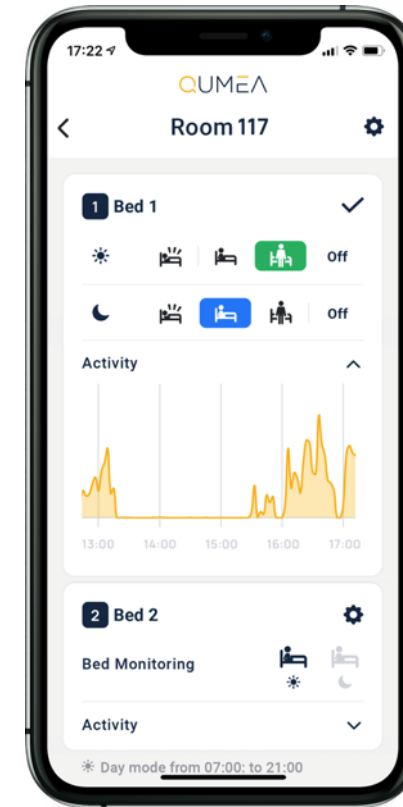 17:22
QUMEA
Room 117
1 Bed 1
Off
Off
Activity
13:00 14:00 15:00 16:00 17:00
2 Bed 2
Bed Monitoring
Activity
Day mode from 07:00: to 21:00